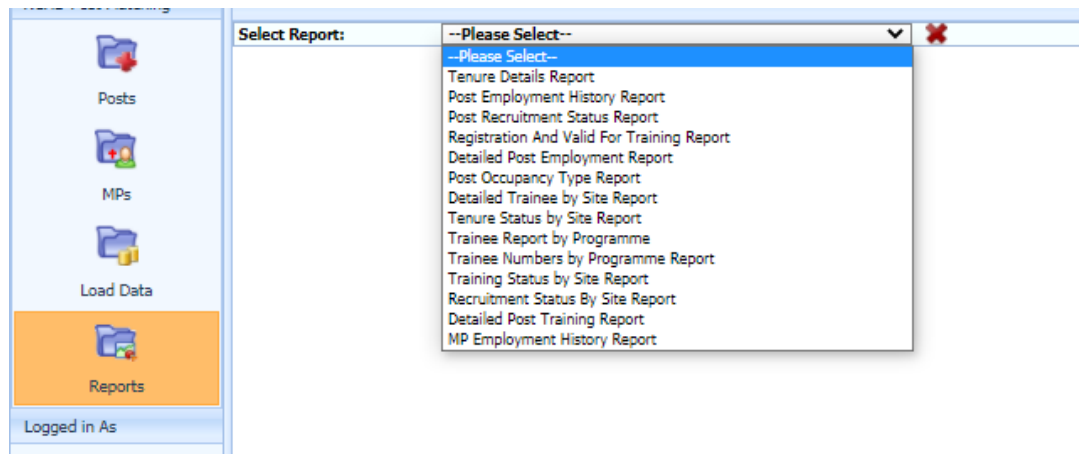 Select Report:
--Please Select--
--Please Select--
Tenure Details Report
Post Employment History Report
Post Recruitment Status Report
Registration And Valid For Training Report
Detailed Post Employment Report
Post Occupancy Type Report
Detailed Trainee by Site Report
Tenure Status by Site Report
Trainee Report by Programme
Trainee Numbers by Programme Report
Training Status by Site Report
Recruitment Status By Site Report
Detailed Post Training Report
MP Employment History Report
Posts
MPs
Load Data
Reports
Logged in As